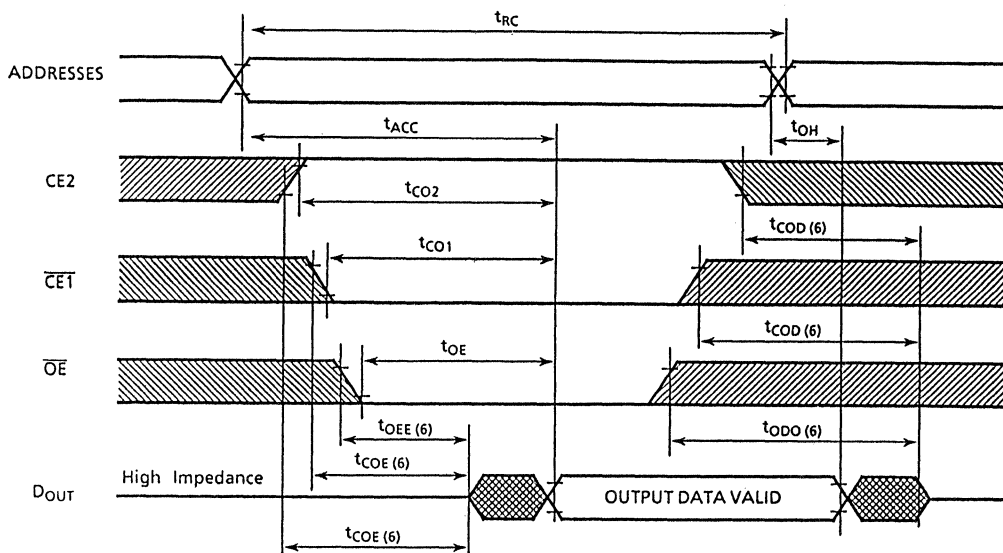 tRC
ADDRESSES
tACC
tOH
CE2
tCO2
tCOD (6)
CE1
tCO1
tCOD (6)
OE
tOE
tODO (6)
tOEE (6)
tCOE (6)
DOUT
High Impedance
OUTPUT DATA VALID
tCOE (6)